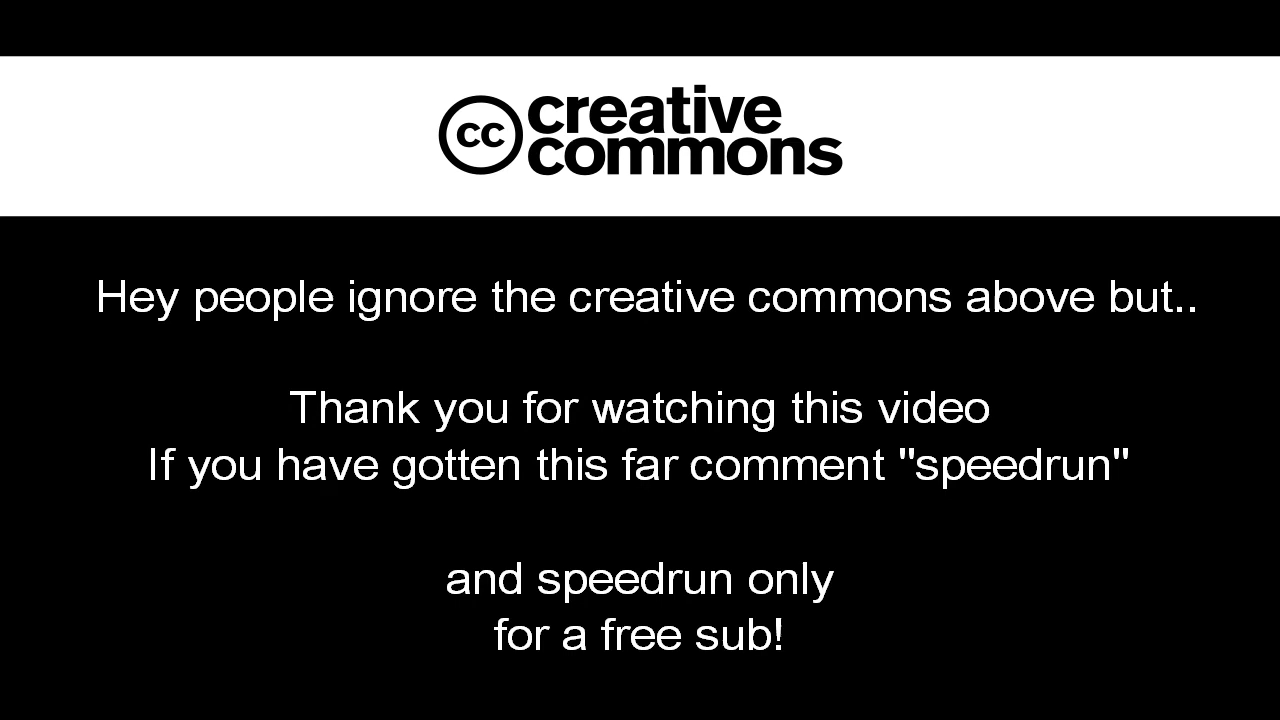 cc creative
commons
Hey people ignore the creative commons above but..
Thank you for watching this video
If you have gotten this far comment "speedrun"
and speedrun only
for a free sub!